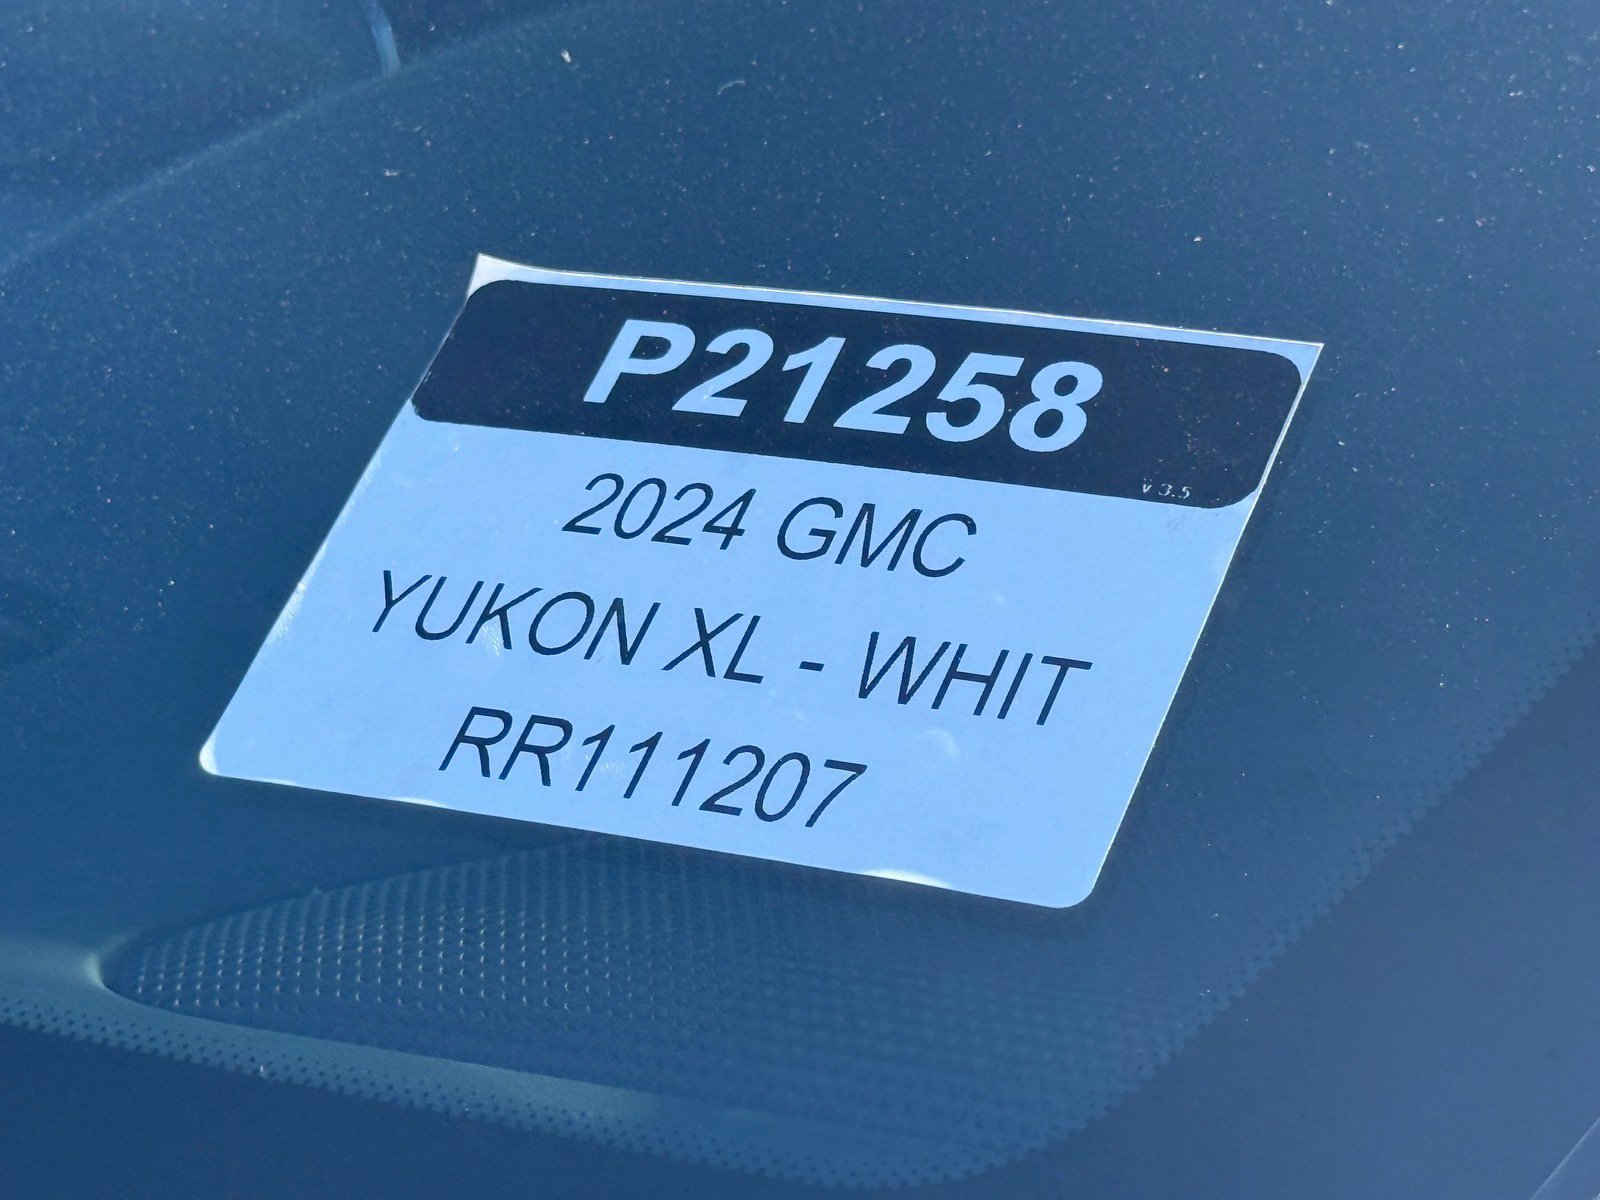 P21258
v 3.5
2024 GMC
YUKON XL - WHIT
RR111207